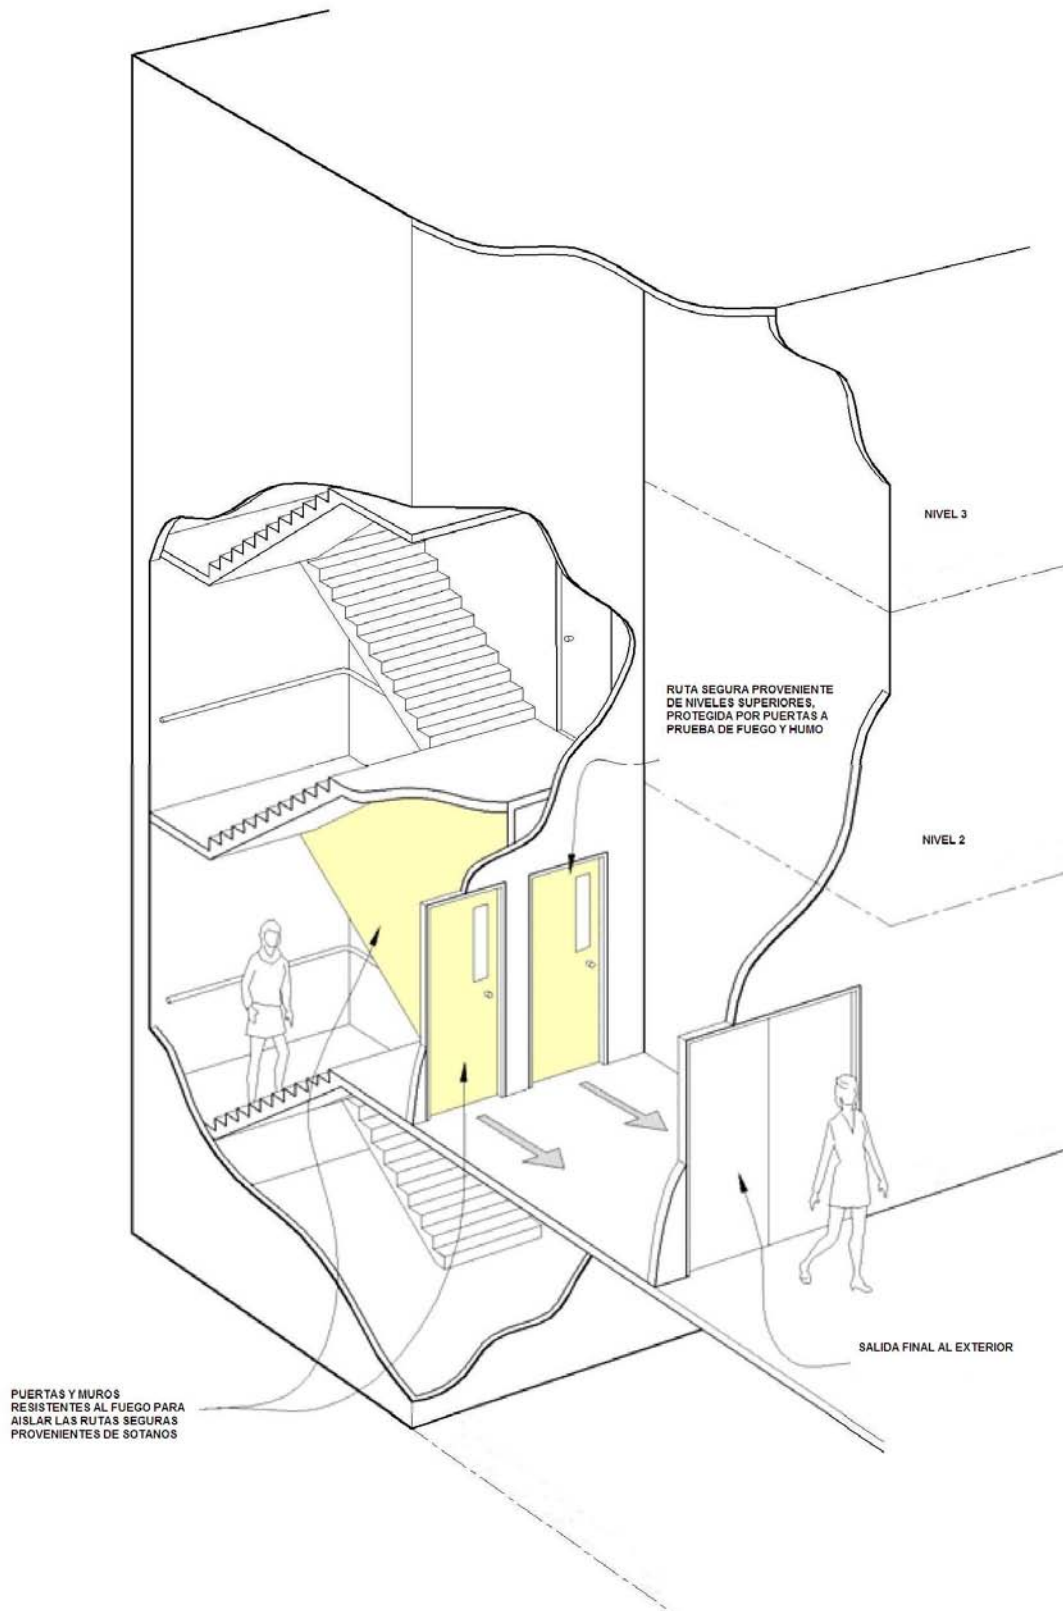 NIVEL 3
RUTA SEGURA PROVENIENTE
DE NIVELES SUPERIORES,
PROTEGIDA POR PUERTAS A
PRUEBA DE FUEGO Y HUMO
NIVEL 2
SALIDA FINAL AL EXTERIOR
PUERTAS Y MUROS
RESISTENTES AL FUEGO PARA
AISLAR LAS RUTAS SEGURAS
PROVENIENTES DE SOTANOS